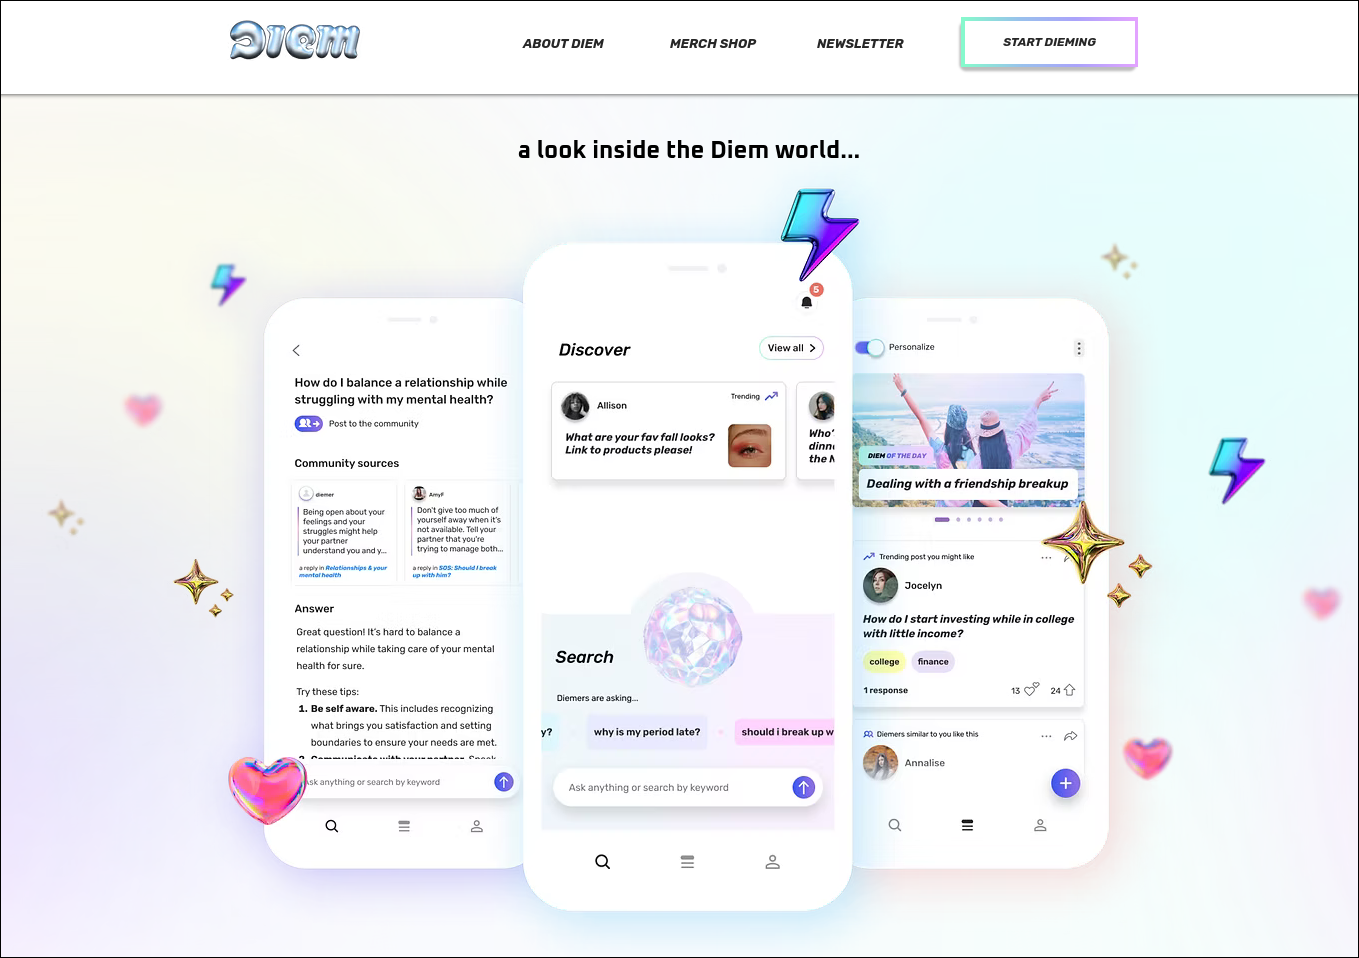 Diem
ABOUT DIEM
MERCH SHOP
NEWSLETTER
START DIEMING
a look inside the Diem world...
How do I balance a relationship while
struggling with my mental health?
Post to the community
Community sources
diemer
Being open about your
feelings and your
struggles might help
your partner
understand you and y...
a reply in Relationships & your
mental health
AmyF
Don't give too much of
yourself away when it's
not available. Tell your
partner that you're
trying to manage both...
a reply in SOS: Should I break
up with him?
Answer
Great question! It's hard to balance a
relationship while taking care of your mental
health for sure.
Try these tips:
1. Be self aware. This includes recognizing
what brings you satisfaction and setting
boundaries to ensure your needs are met.
2. Communicate with your partner. Speak
ask anything or search by keyword
5
Discover
View all
Allison
Trending
What are your fav fall looks?
Link to products please!
Who'
dinn
the
Search
Diemers are asking...
y?
why is my period late?
should i break up w
Ask anything or search by keyword
Personalize
DIEM OF THE DAY
Dealing with a friendship breakup
Trending post you might like
Jocelyn
How do I start investing while in college
with little income?
college
finance
1 response
13
24
Diemers similar to you like this
Annalise